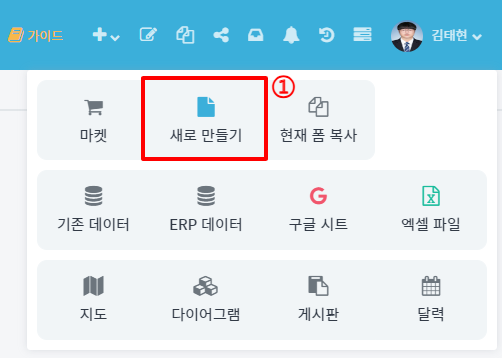 가이드 김태현
①
마켓 새로 만들기 현재 폼 복사
기존 데이터 ERP 데이터 구글 시트 엑셀 파일
지도 다이어그램 게시판 달력